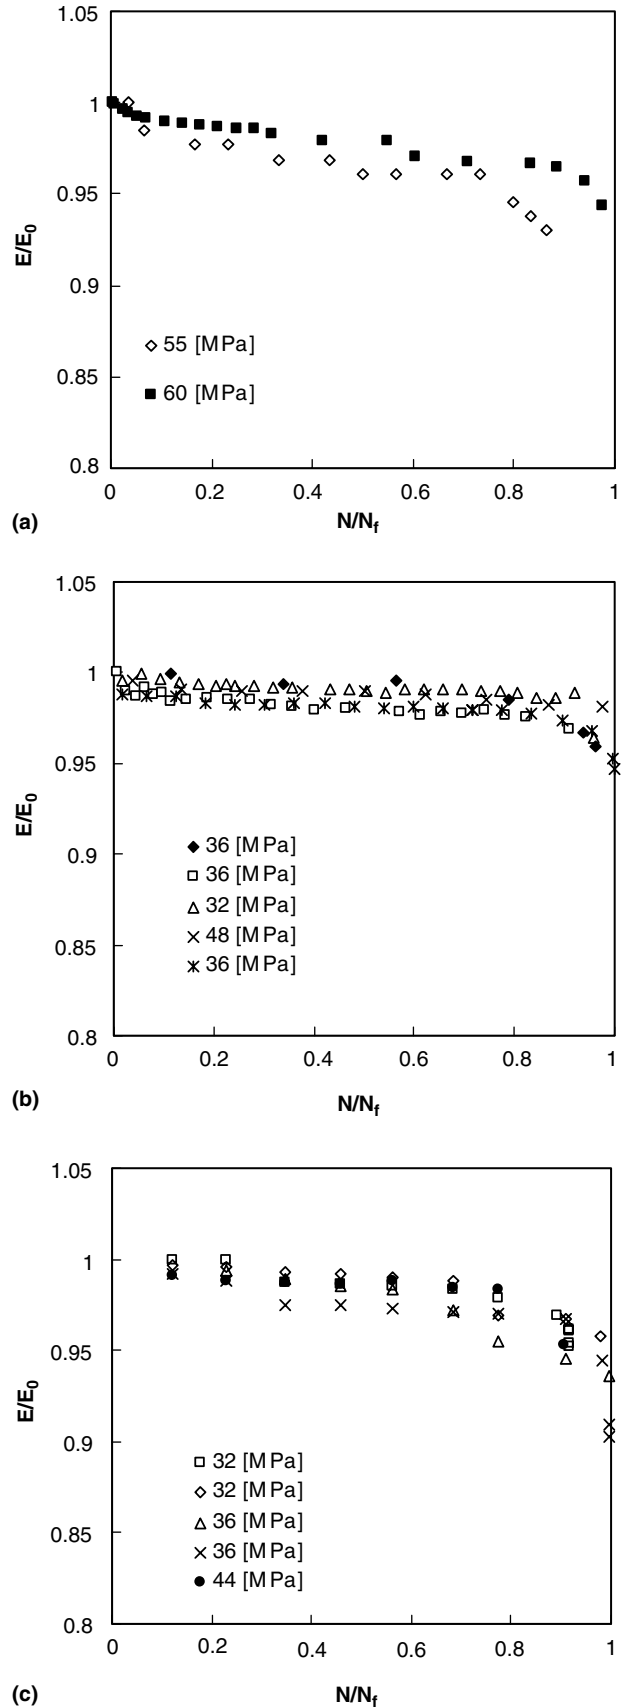 1.05
1
0.95
0.9
0.85
0.8
E/E0
55 [MPa]
60 [MPa]
0 0.2 0.4 0.6 0.8 1
N/Nf
(a)
1.05
1
0.95
0.9
0.85
0.8
E/E0
36 [MPa]
36 [MPa]
32 [MPa]
48 [MPa]
36 [MPa]
0 0.2 0.4 0.6 0.8 1
N/Nf
(b)
1.05
1
0.95
0.9
0.85
0.8
E/E0
32 [MPa]
32 [MPa]
36 [MPa]
36 [MPa]
44 [MPa]
0 0.2 0.4 0.6 0.8 1
N/Nf
(c)